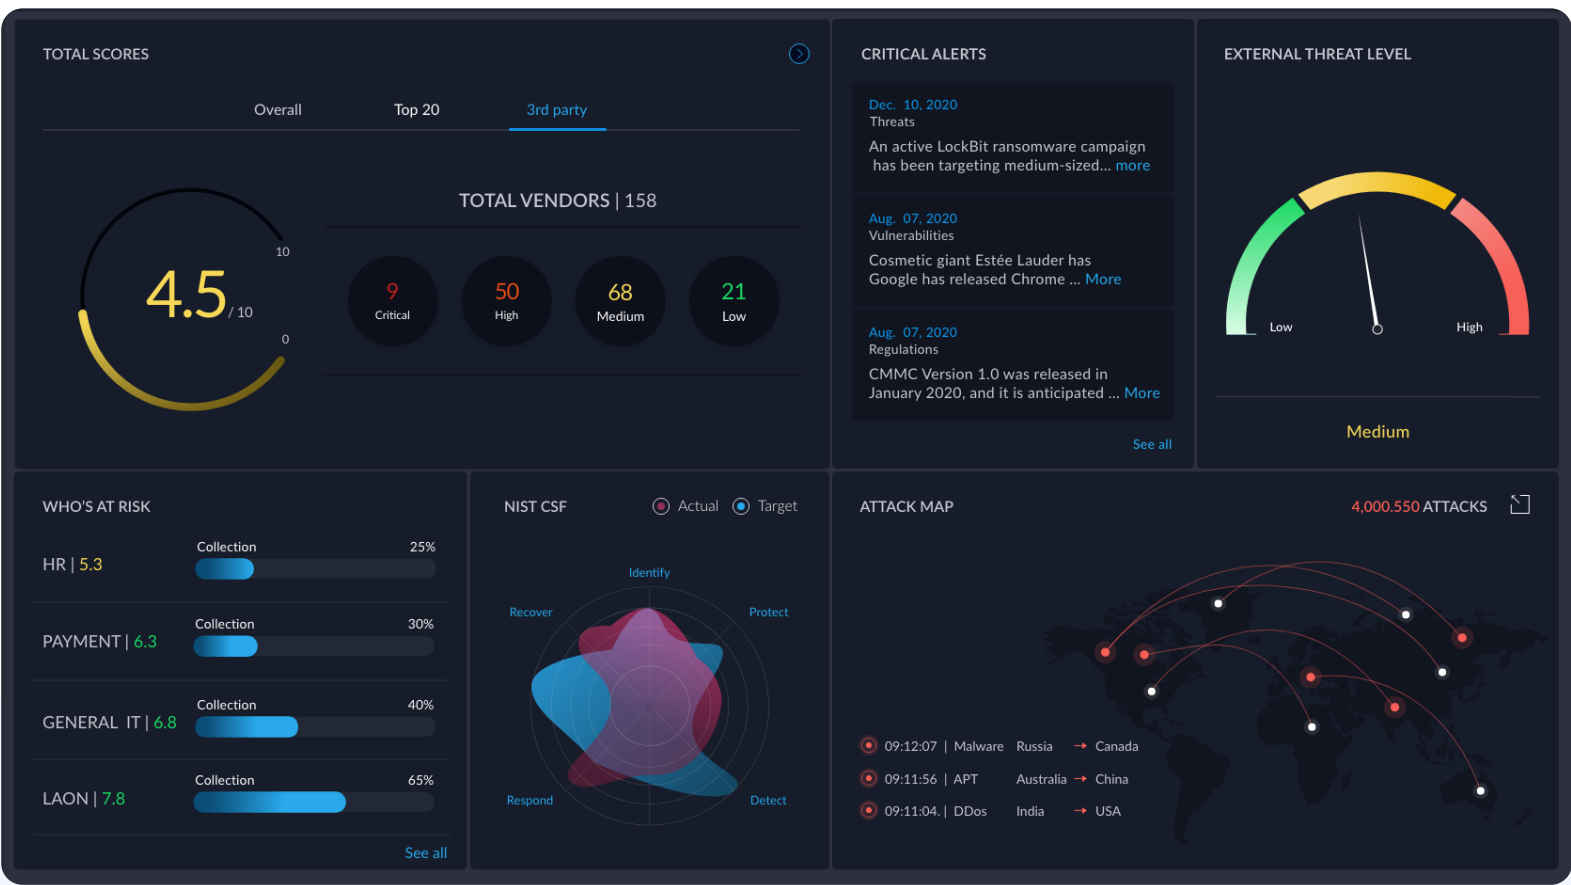 TOTAL SCORES
Overall
Top 20
3rd party
4.5 / 10
10
0
TOTAL VENDORS | 158
9
Critical
50
High
68
Medium
21
Low
CRITICAL ALERTS
Dec. 10, 2020
Threats
An active LockBit ransomware campaign
has been targeting medium-sized... more
Aug. 07, 2020
Vulnerabilities
Cosmetic giant Estée Lauder has
Google has released Chrome ... More
Aug. 07, 2020
Regulations
CMMC Version 1.0 was released in
January 2020, and it is anticipated ... More
See all
EXTERNAL THREAT LEVEL
Low
High
Medium
WHO'S AT RISK
HR | 5.3
Collection 25%
PAYMENT | 6.3
Collection 30%
GENERAL IT | 6.8
Collection 40%
LAON | 7.8
Collection 65%
See all
NIST CSF
Actual
Target
Identify
Recover
Protect
Respond
Detect
ATTACK MAP
4,000.550 ATTACKS
09:12:07 | Malware Russia → Canada
09:11:56 | APT Australia → China
09:11:04. | DDos India → USA